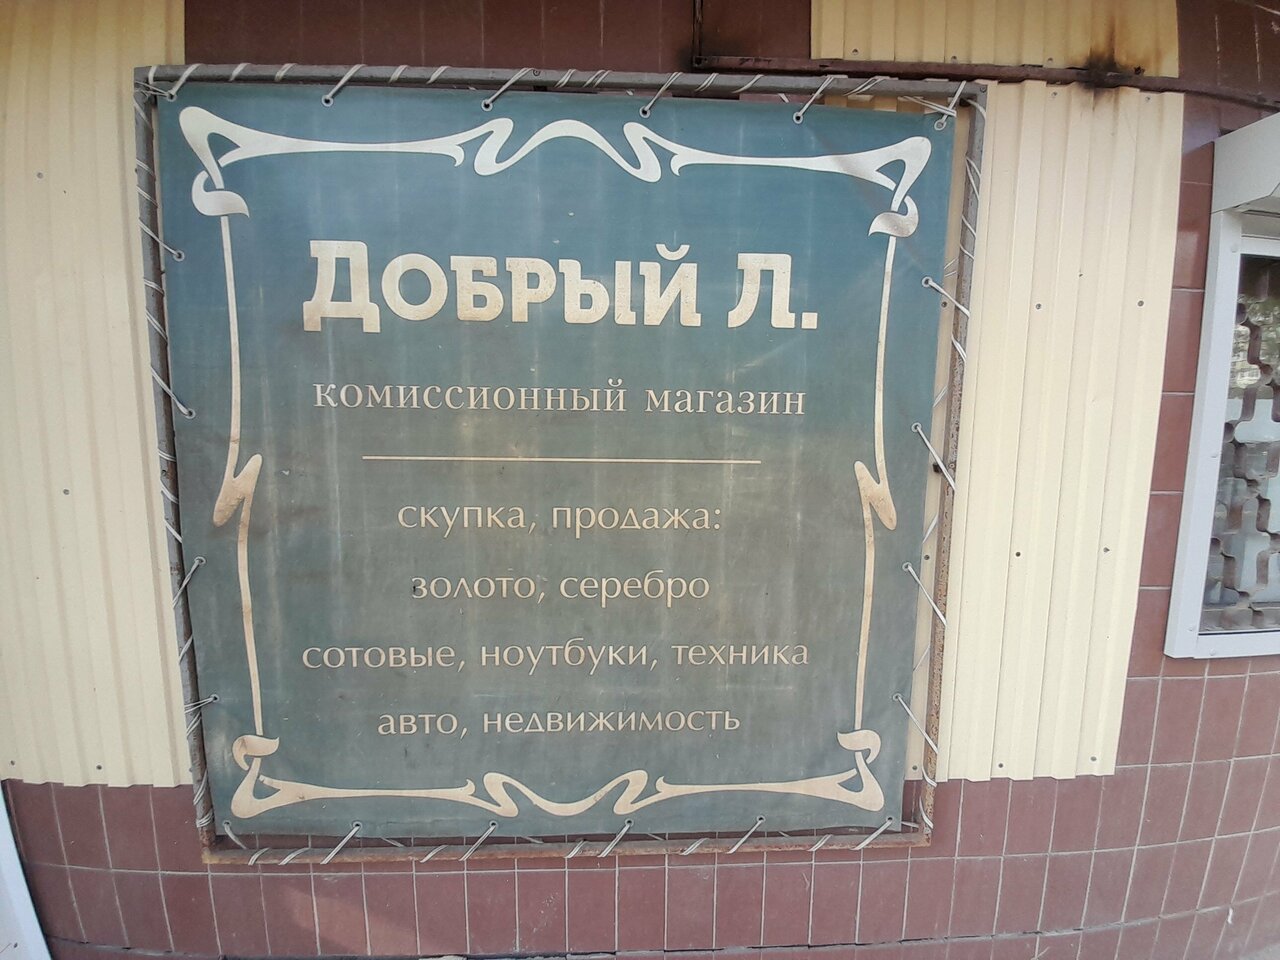 Добрый Л.
комиссионный магазин
скупка, продажа:
золото, серебро
сотовые, ноутбуки, техника
авто, недвижимость